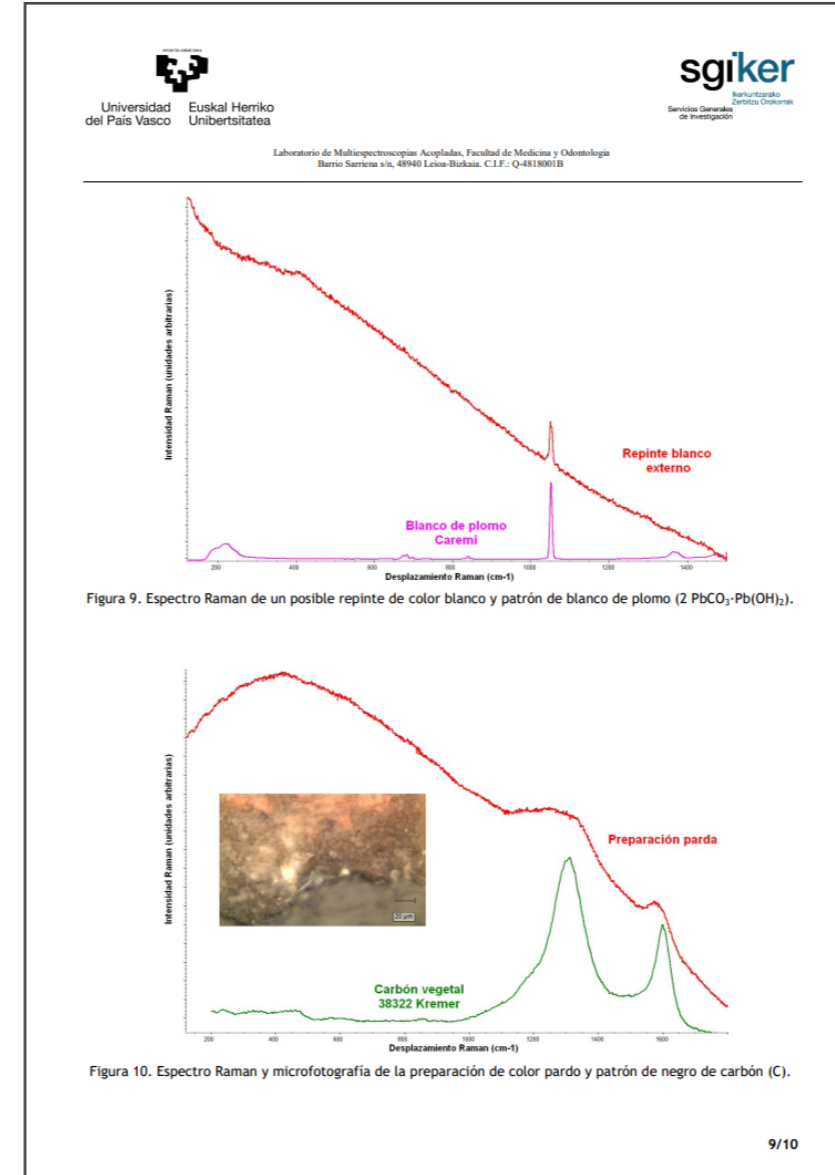 Universidad
del País Vasco
Euskal Herriko
Unibertsitatea
sgiker
Ikerkuntzarako
Zerbitzu Orokorrak
Servicios Generales
de Investigación
Laboratorio de Multiespectroscopias Acopladas, Facultad de Medicina y Odontología
Barrio Sarriena s/n, 48940 Leioa-Bizkaia. C.I.F.: Q-4818001B
Intensidad Raman (unidades arbitrarias)
Repinte blanco
externo
Blanco de plomo
Caremi
200 400 600 800 1000 1200 1400
Desplazamiento Raman (cm-1)
Figura 9. Espectro Raman de un posible repinte de color blanco y patrón de blanco de plomo (2 PbCO₃·Pb(OH)₂).
Intensidad Raman (unidades arbitrarias)
Preparación parda
20 µm
Carbón vegetal
38322 Kremer
200 400 600 800 1000 1200 1400 1600
Desplazamiento Raman (cm-1)
Figura 10. Espectro Raman y microfotografía de la preparación de color pardo y patrón de negro de carbón (C).
9/10